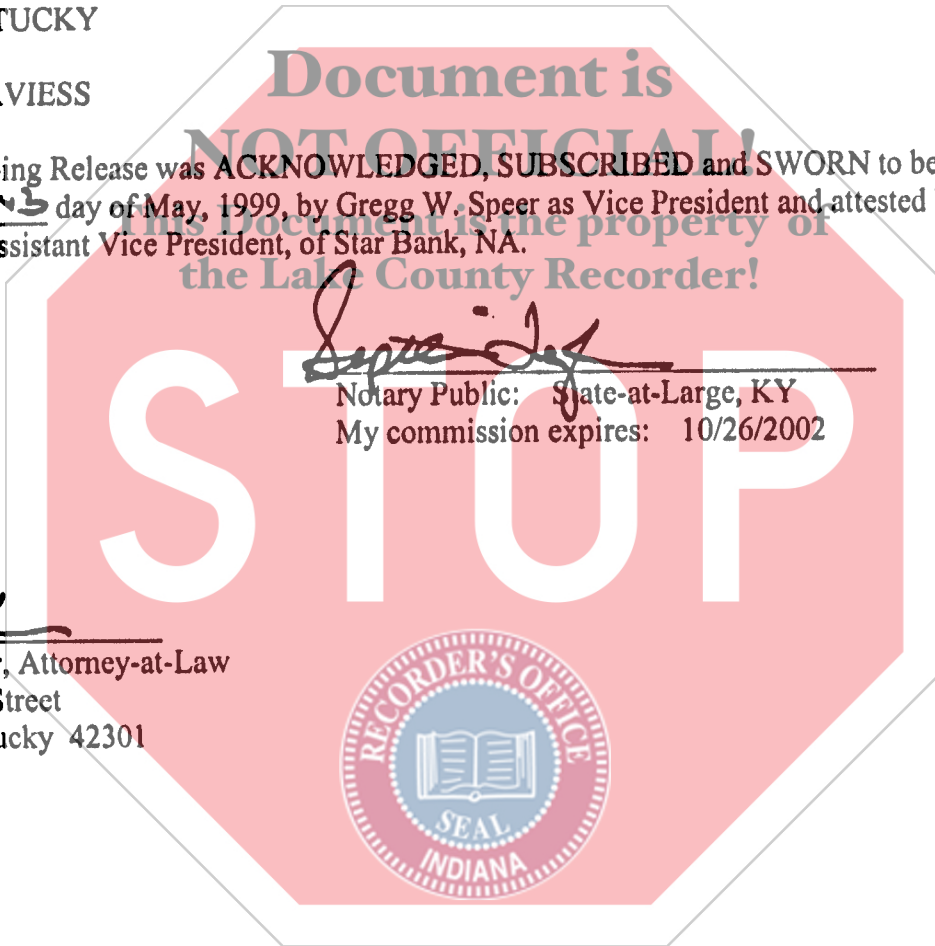 TUCKY
Document is
VIESS
NOT OFFICIAL!
ing Release was ACKNOWLEDGED, SUBSCRIBED and SWORN to be
day of May, 1999, by Gregg W. Speer as Vice President and attested
This Document is the property of
ssistant Vice President, of Star Bank, NA.
the Lake County Recorder!
Notary Public: State-at-Large, KY
My commission expires: 10/26/2002
STOP
, Attorney-at-Law
Street
ucky 42301
RECORDER'S OFFICE
SEAL
INDIANA